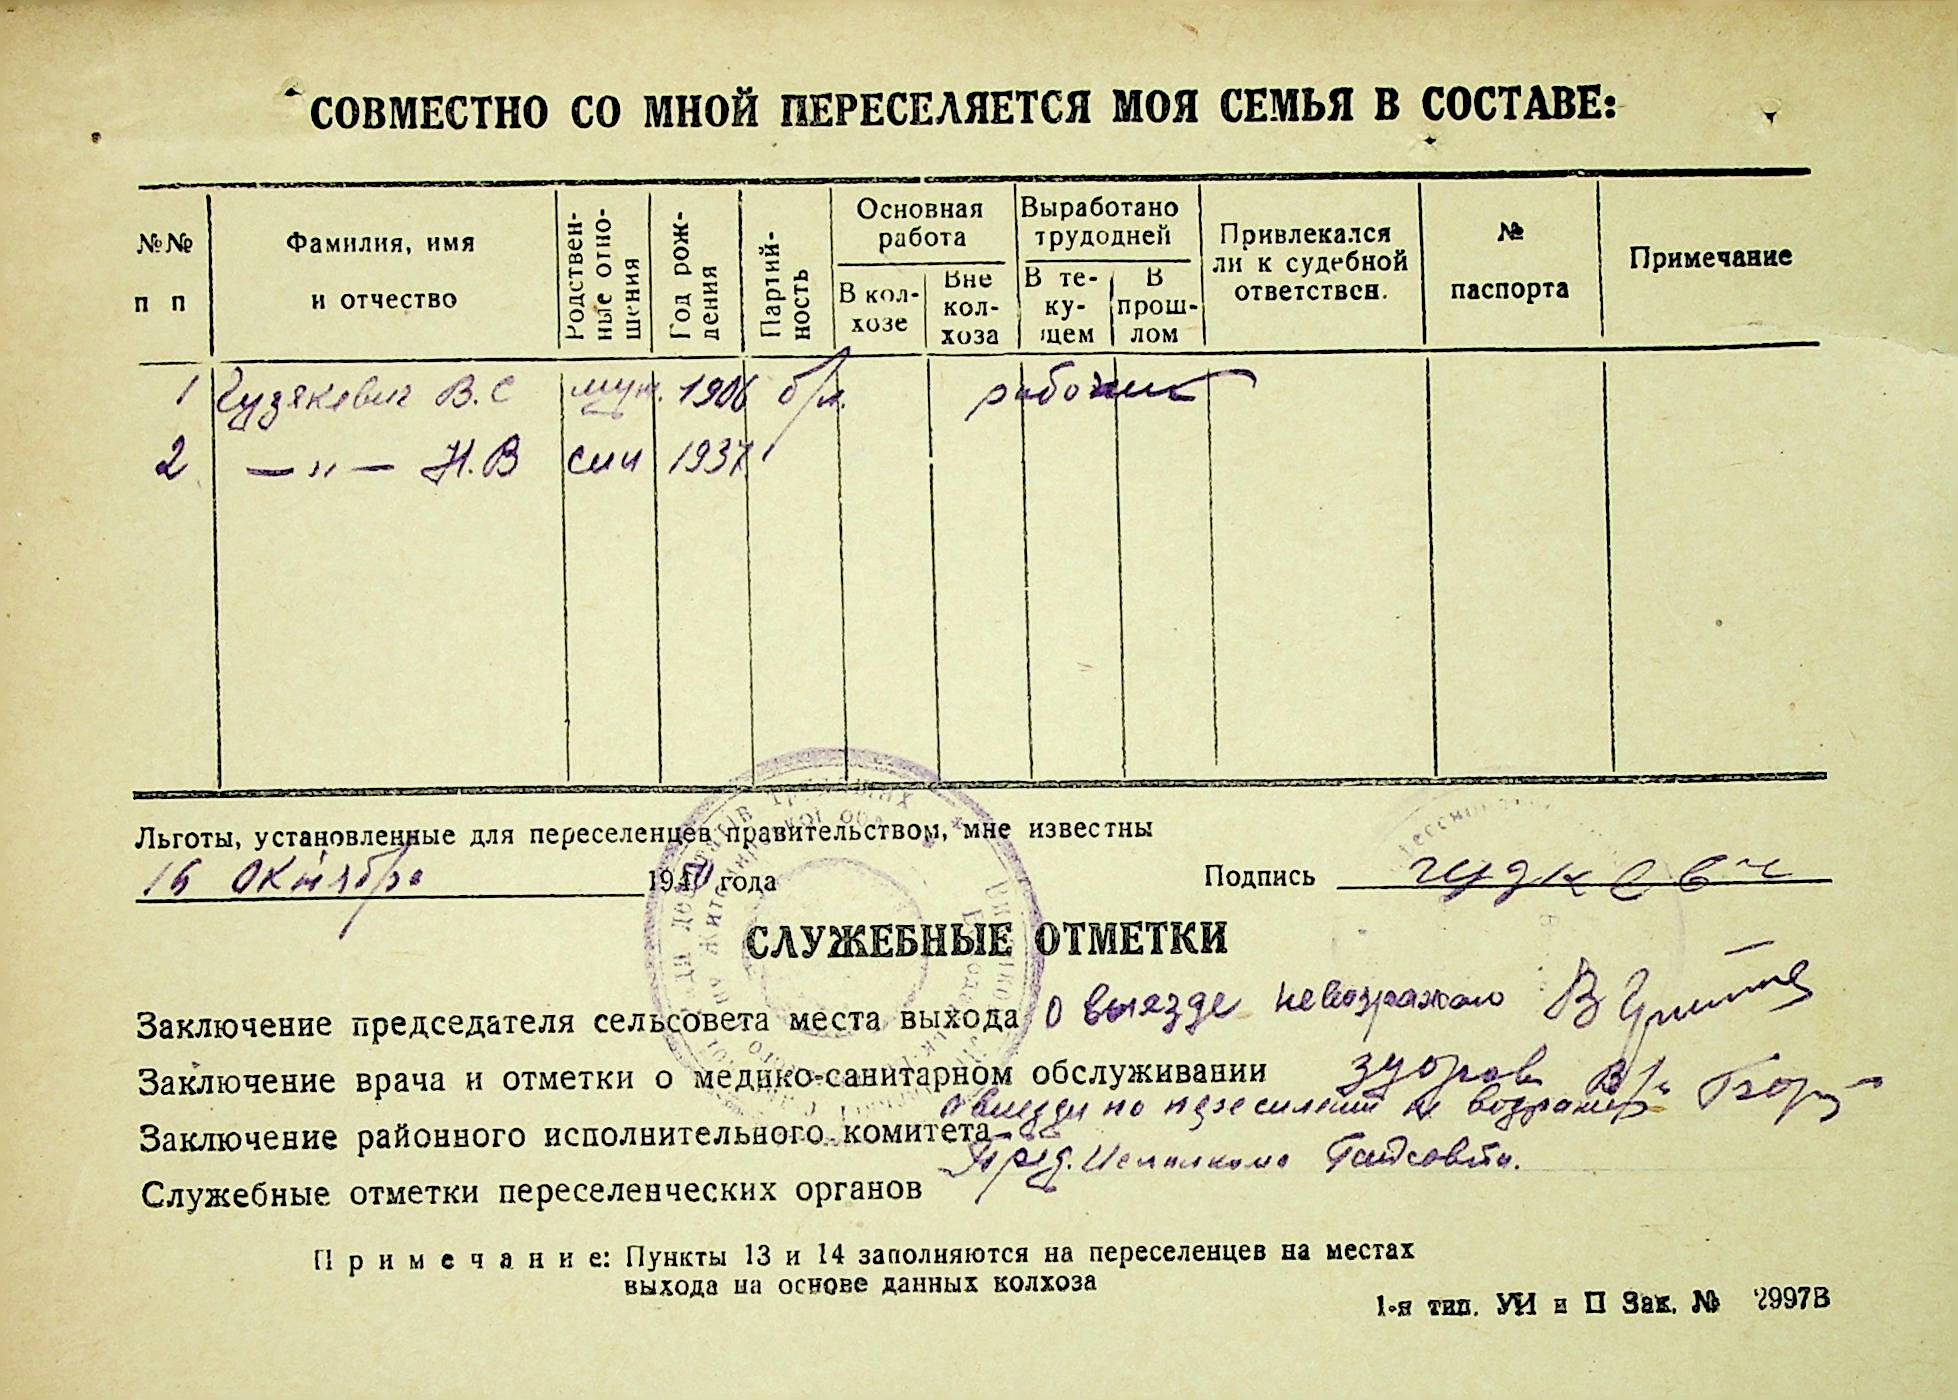 СОВМЕСТНО СО МНОЙ ПЕРЕСЕЛЯЕТСЯ МОЯ СЕМЬЯ В СОСТАВЕ:
№№ п п
Фамилия, имя и отчество
Родственные отношения
Год рождения
Партийность
Основная работа
В колхозе
Вне колхоза
Выработано трудодней
В текущем
В прошлом
Привлекался ли к судебной ответствен.
№ паспорта
Примечание
1 Гузякевич В.С муж. 1906 б/п. рабочий
2 — " — Н.В сын 1937
Льготы, установленные для переселенцев правительством, мне известны
16 Октября 1950 года
Подпись
СЛУЖЕБНЫЕ ОТМЕТКИ
Заключение председателя сельсовета места выхода О выезде невозражаю
Заключение врача и отметки о медико-санитарном обслуживании здоров
Заключение районного исполнительного комитета
Пред. Исполкома
Служебные отметки переселенческих органов
Примечание: Пункты 13 и 14 заполняются на переселенцев на местах
выхода на основе данных колхоза
1-я тип. УИ и П Зак. № 2997В